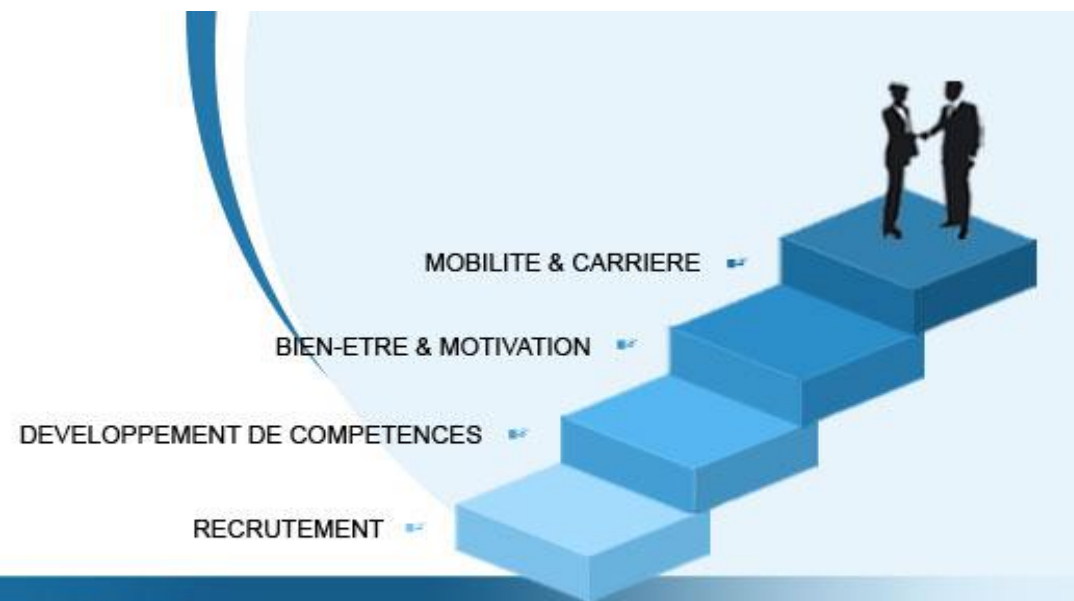 MOBILITE & CARRIERE
BIEN-ETRE & MOTIVATION
DEVELOPPEMENT DE COMPETENCES
RECRUTEMENT